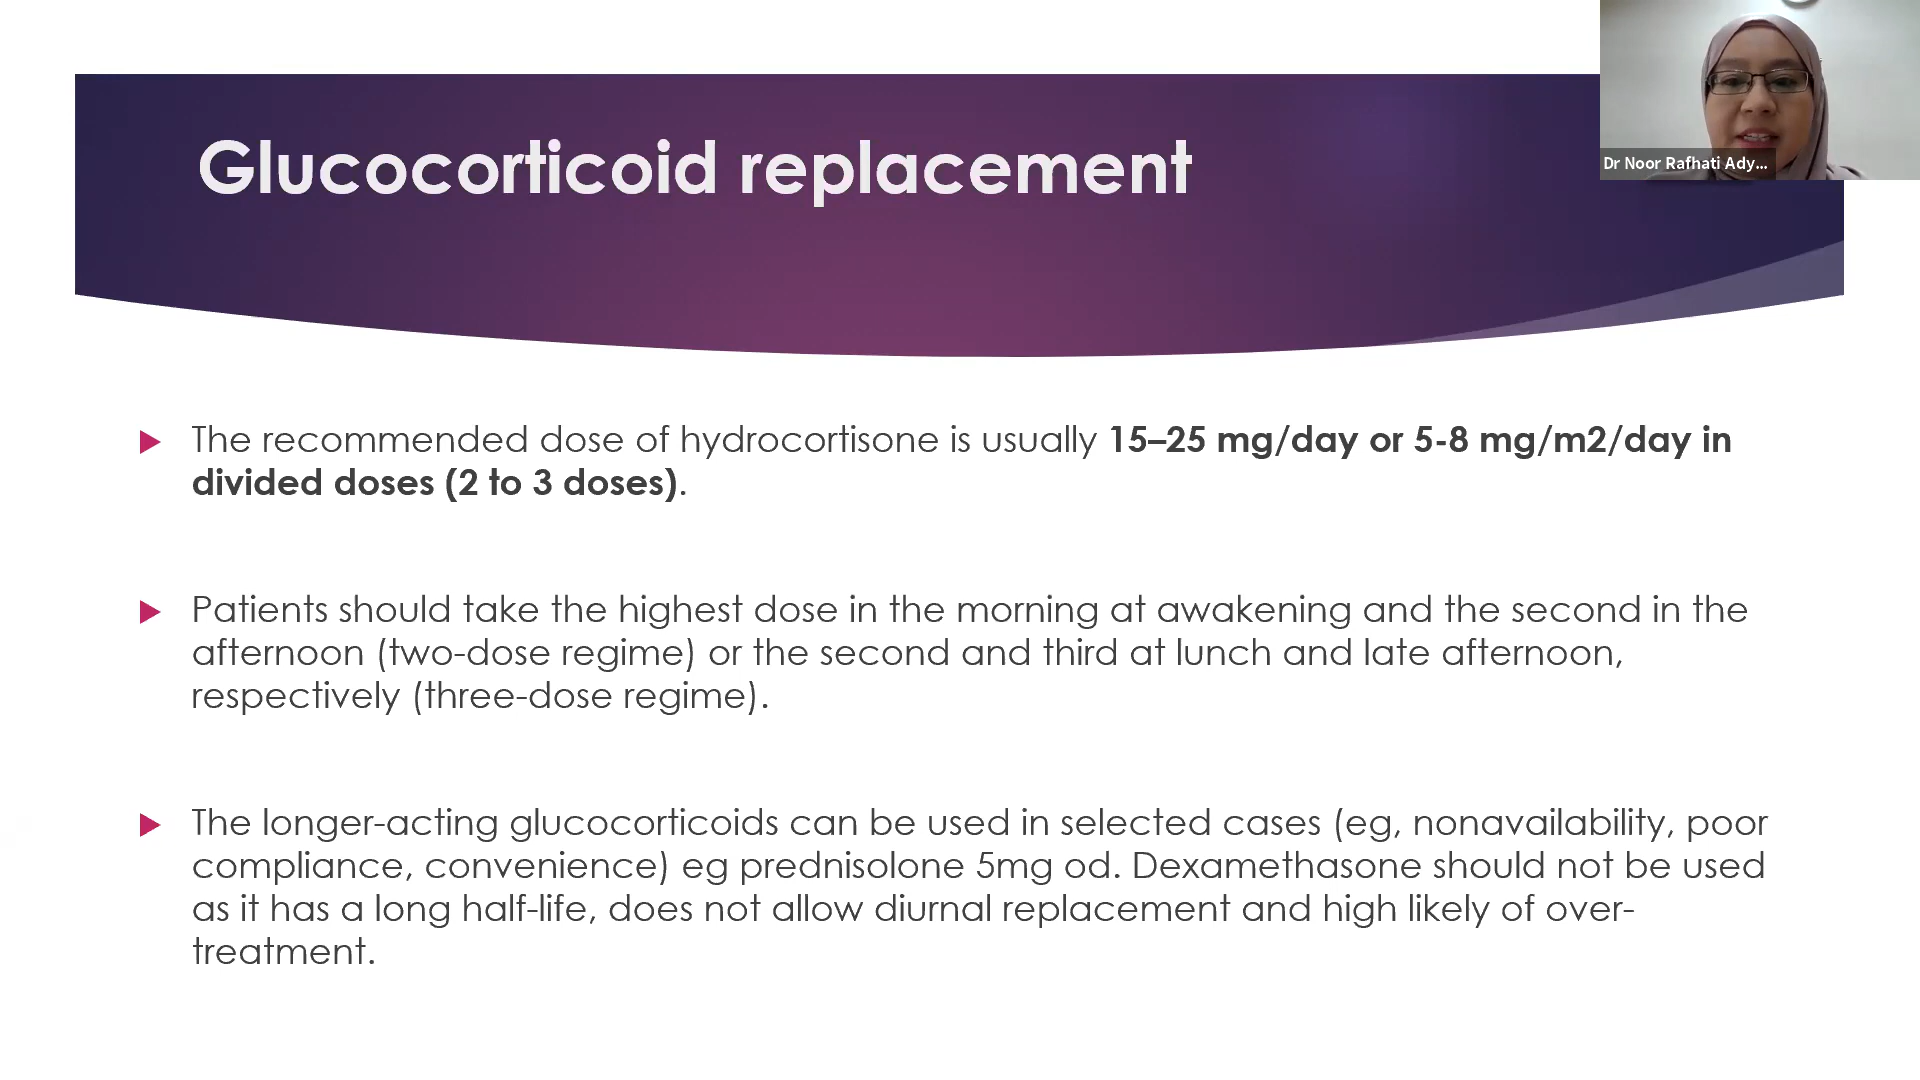 Glucocorticoid replacement
Dr Noor Rafhati Ady...
The recommended dose of hydrocortisone is usually 15–25 mg/day or 5-8 mg/m2/day in
divided doses (2 to 3 doses).
Patients should take the highest dose in the morning at awakening and the second in the
afternoon (two-dose regime) or the second and third at lunch and late afternoon,
respectively (three-dose regime).
The longer-acting glucocorticoids can be used in selected cases (eg, nonavailability, poor
compliance, convenience) eg prednisolone 5mg od. Dexamethasone should not be used
as it has a long half-life, does not allow diurnal replacement and high likely of over-
treatment.